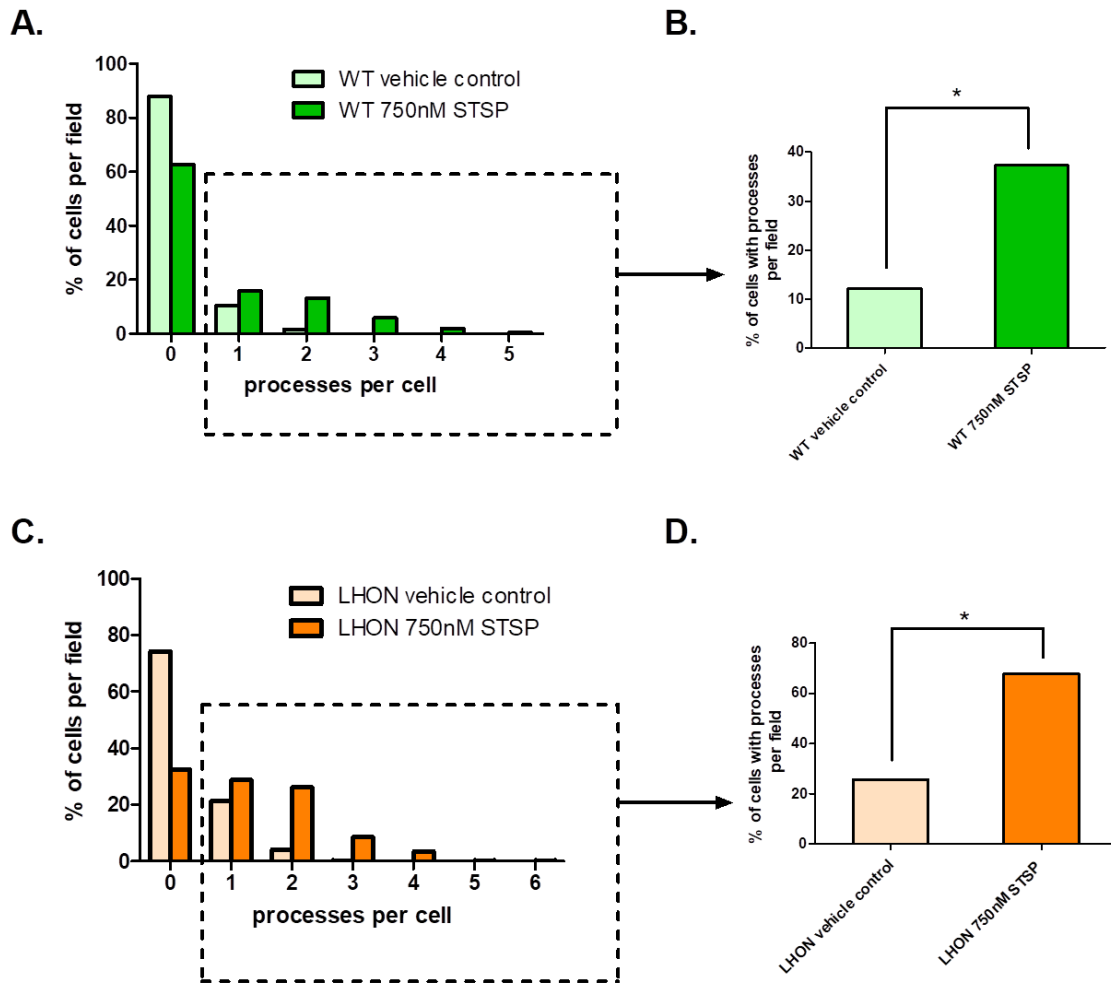 A.
% of cells per field
100
80
60
40
20
0
WT vehicle control
WT 750nM STSP
0 1 2 3 4 5
processes per cell
B.
*
% of cells with processes
per field
40
30
20
10
0
WT vehicle control
WT 750nM STSP
C.
% of cells per field
100
80
60
40
20
0
LHON vehicle control
LHON 750nM STSP
0 1 2 3 4 5 6
processes per cell
D.
*
% of cells with processes
per field
80
60
40
20
0
LHON vehicle control
LHON 750nM STSP